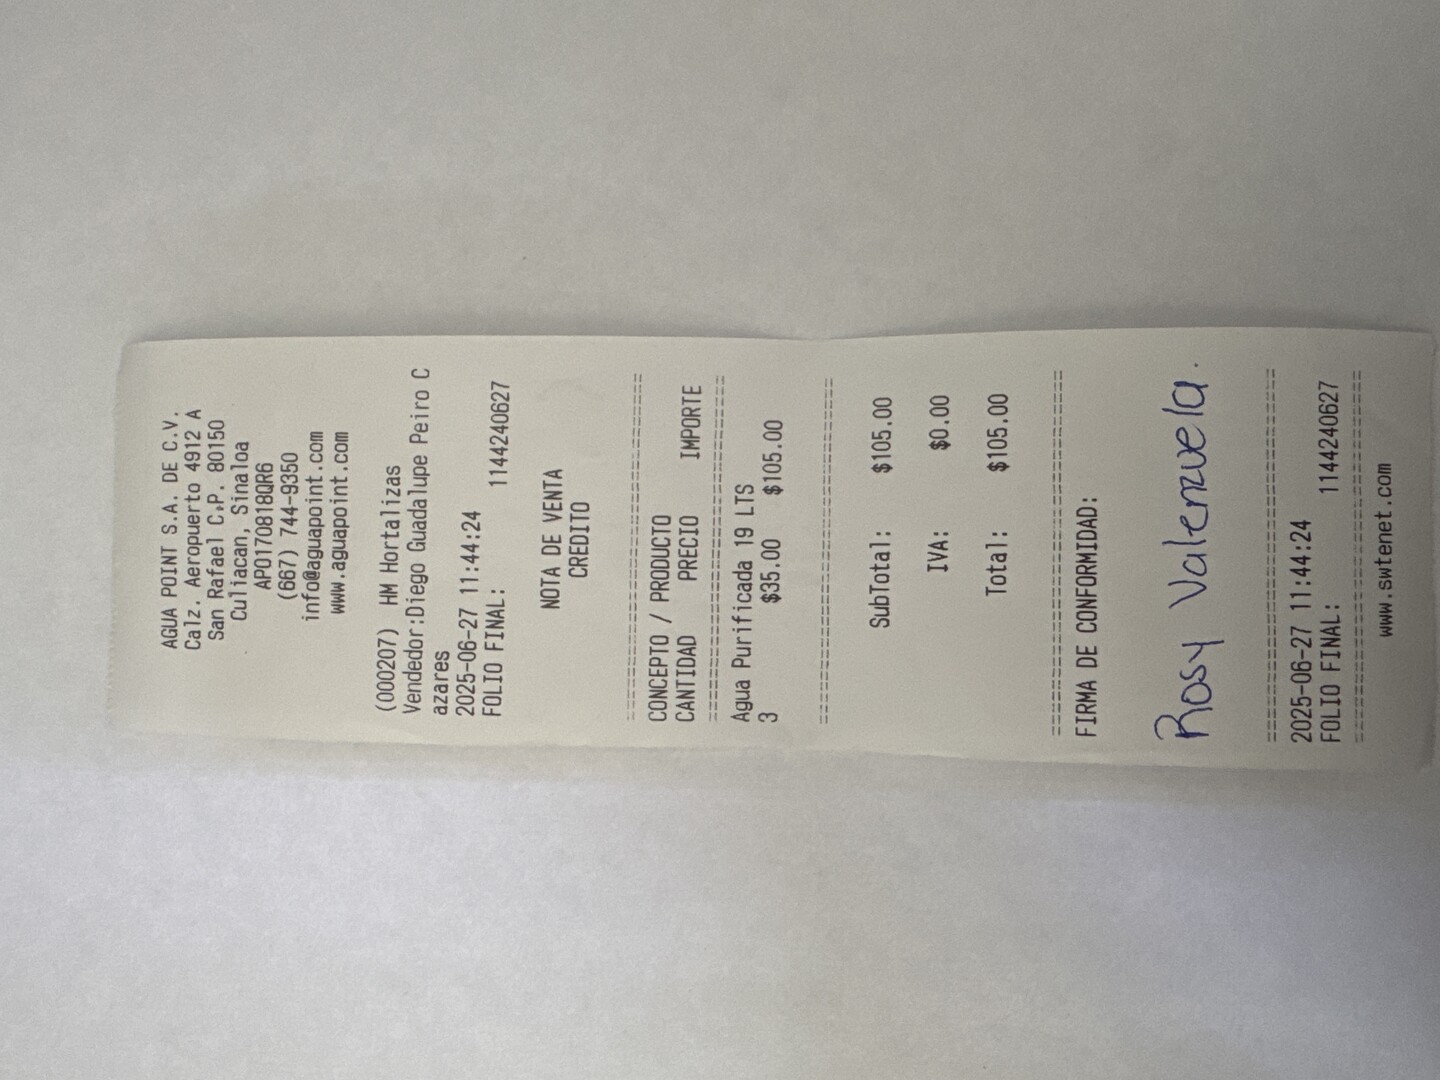 AGUA POINT S.A. DE C.V.
Calz. Aeropuerto 4912 A
San Rafael C.P. 80150
Culiacan, Sinaloa
APO170818QR6
(667) 744-9350
info@aguapoint.com
www.aguapoint.com
(000207) HM Hortalizas
Vendedor:Diego Guadalupe Peiro C
azares
2025-06-27 11:44:24
FOLIO FINAL: 1144240627
NOTA DE VENTA
CREDITO
================================
CONCEPTO / PRODUCTO
CANTIDAD PRECIO IMPORTE
================================
Agua Purificada 19 LTS
3 $35.00 $105.00
================================
SubTotal: $105.00
IVA: $0.00
Total: $105.00
================================
FIRMA DE CONFORMIDAD:
Rosy Valenzuela.
================================
2025-06-27 11:44:24
FOLIO FINAL: 1144240627
================================
www.swtenet.com